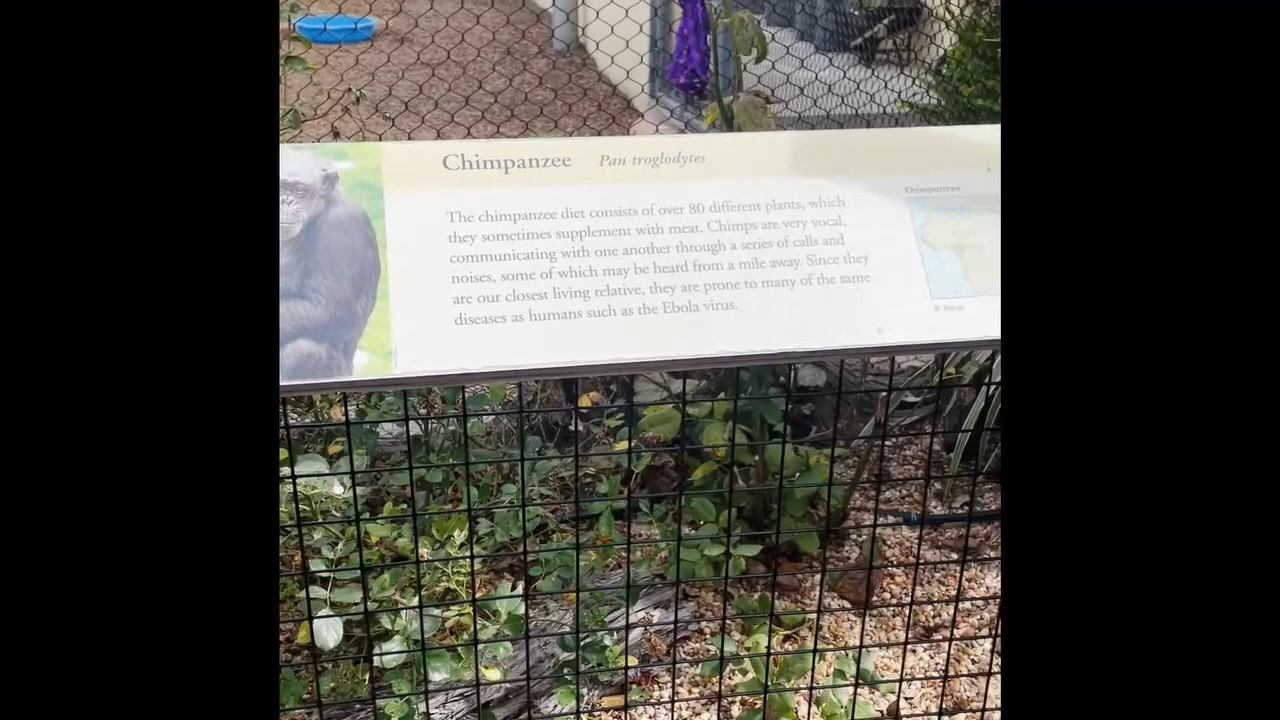 Chimpanzee Pan troglodytes
The chimpanzee diet consists of over 80 different plants, which
they sometimes supplement with meat. Chimps are very vocal,
communicating with one another through a series of calls and
noises, some of which may be heard from a mile away. Since they
are our closest living relative, they are prone to many of the same
diseases as humans such as the Ebola virus.
Chimpanzee